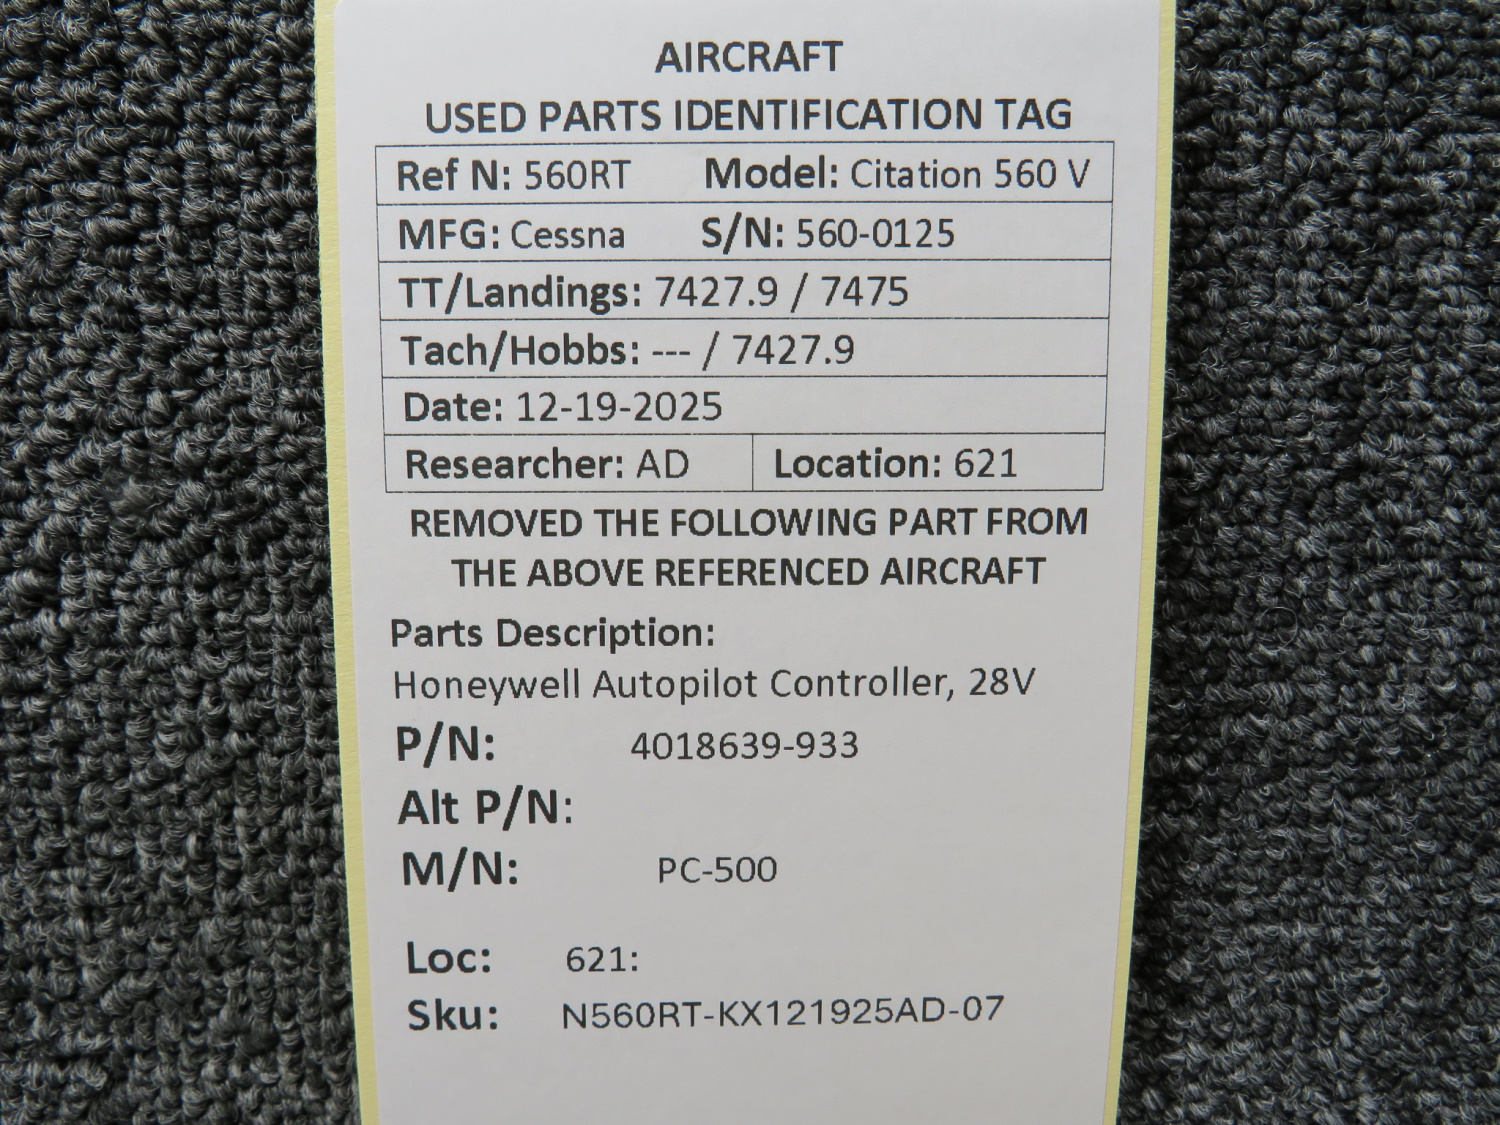 AIRCRAFT
USED PARTS IDENTIFICATION TAG
Ref N: 560RT Model: Citation 560 V
MFG: Cessna S/N: 560-0125
TT/Landings: 7427.9 / 7475
Tach/Hobbs: --- / 7427.9
Date: 12-19-2025
Researcher: AD Location: 621
REMOVED THE FOLLOWING PART FROM
THE ABOVE REFERENCED AIRCRAFT
Parts Description:
Honeywell Autopilot Controller, 28V
P/N: 4018639-933
Alt P/N:
M/N: PC-500
Loc: 621:
Sku: N560RT-KX121925AD-07